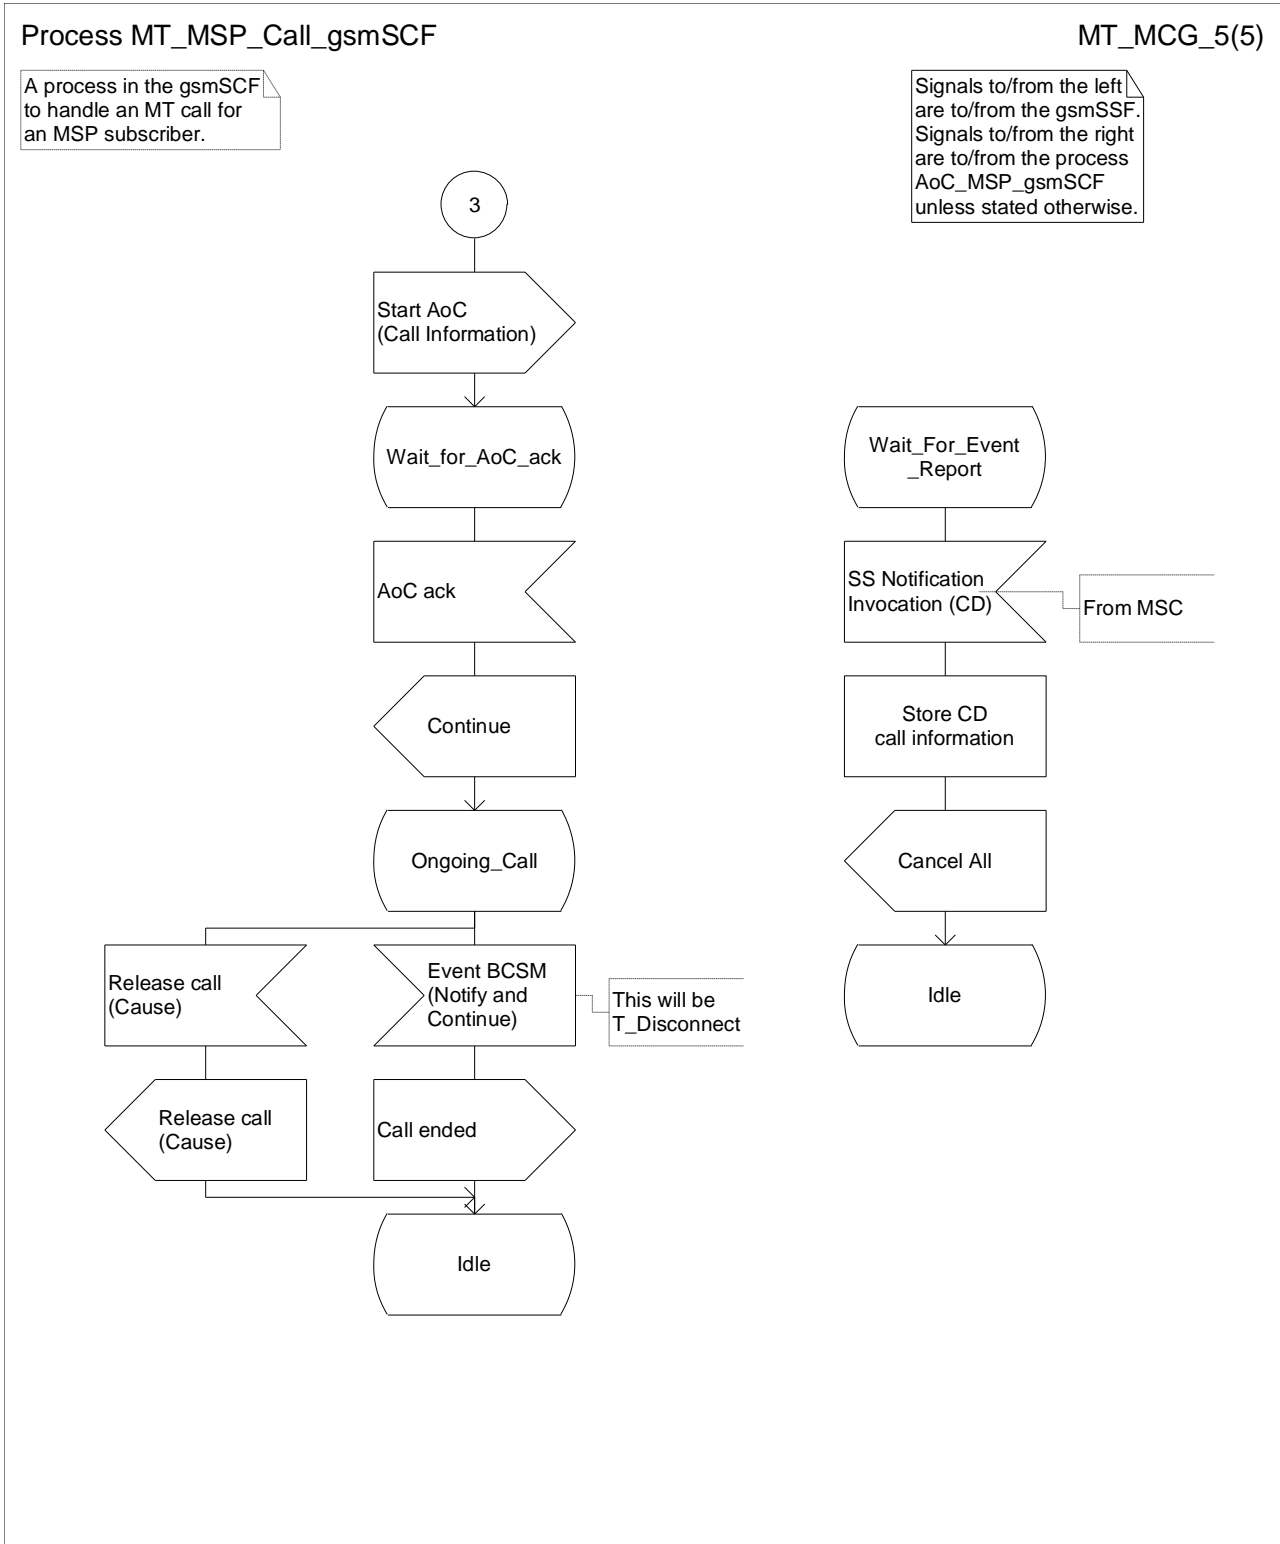 Process MT_MSP_Call_gsmSCF
MT_MCG_5(5)
A process in the gsmSCF
to handle an MT call for
an MSP subscriber.
Signals to/from the left
are to/from the gsmSSF.
Signals to/from the right
are to/from the process
AoC_MSP_gsmSCF
unless stated otherwise.
3
Start AoC
(Call Information)
Wait_for_AoC_ack
AoC ack
Continue
Ongoing_Call
Release call
(Cause)
Event BCSM
(Notify and
Continue)
This will be
T_Disconnect
Release call
(Cause)
Call ended
Idle
Wait_For_Event
_Report
SS Notification
Invocation (CD)
From MSC
Store CD
call information
Cancel All
Idle